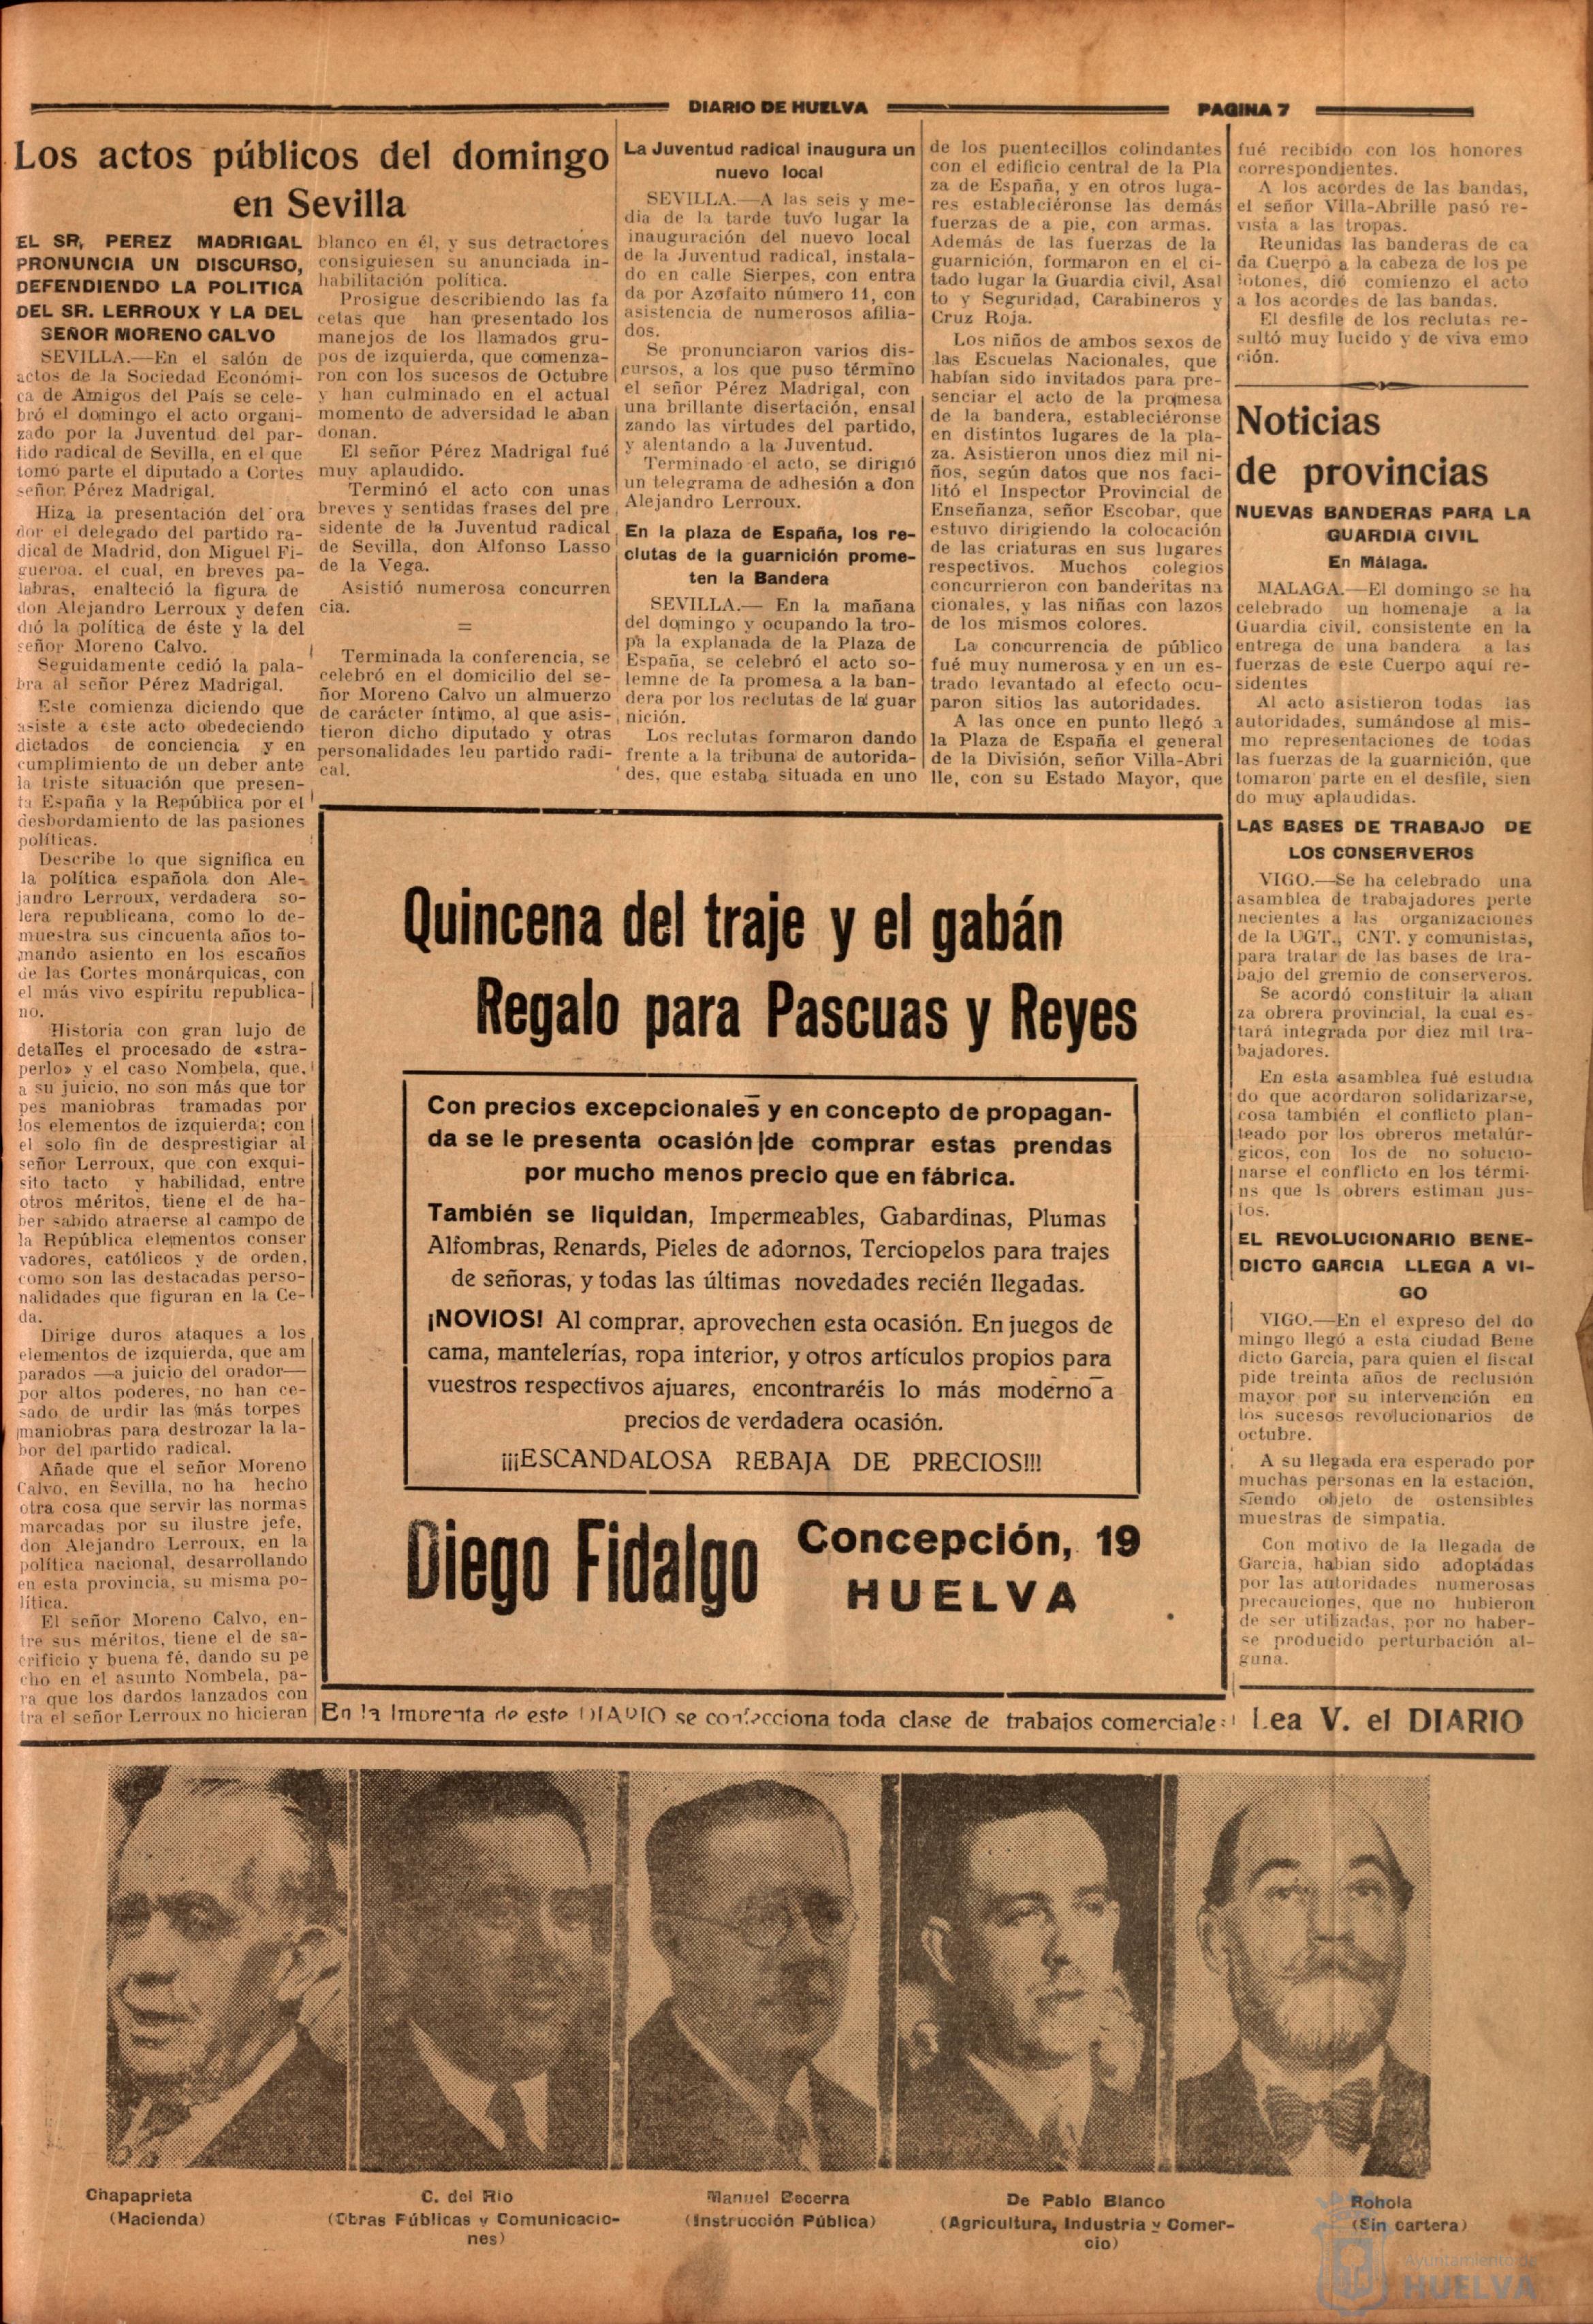 DIARIO DE HUELVA
PAGINA 7
Los actos públicos del domingo
en Sevilla
EL SR. PEREZ MADRIGAL
PRONUNCIA UN DISCURSO,
DEFENDIENDO LA POLITICA
DEL SR. LERROUX Y LA DEL
SEÑOR MORENO CALVO
SEVILLA.—En el salón de
actos de la Sociedad Económi-
ca de Amigos del País se cele-
bró el domingo el acto organi-
zado por la Juventud del par-
tido radical de Sevilla, en el que
tomó parte el diputado a Cortes
señor Pérez Madrigal.
Hiza la presentación del ora
dor el delegado del partido ra-
dical de Madrid, don Miguel Fi-
gueroa. el cual, en breves pa-
labras, enalteció la figura de
don Alejandro Lerroux y defen
dió la política de éste y la del
señor Moreno Calvo.
Seguidamente cedió la pala-
bra al señor Pérez Madrigal.
Este comienza diciendo que
asiste a este acto obedeciendo
dictados de conciencia y en
cumplimiento de un deber ante
la triste situación que presen-
ta España y la República por el
desbordamiento de las pasiones
políticas.
Describe lo que significa en
la política española don Ale-
jandro Lerroux, verdadera so-
lera republicana, como lo de-
muestra sus cincuenta años to-
mando asiento en los escaños
de las Cortes monárquicas, con
el más vivo espíritu republica-
no.
Historia con gran lujo de
detalles el procesado de «stra-
perlo» y el caso Nombela, que,
a su juicio, no son más que tor
pes maniobras tramadas por
los elementos de izquierda; con
el solo fin de desprestigiar al
señor Lerroux, que con exqui-
sito tacto y habilidad, entre
otros méritos, tiene el de ha-
ber sabido atraerse al campo de
la República elementos conser
vadores, católicos y de orden,
como son las destacadas perso-
nalidades que figuran en la Ce-
da.
Dirige duros ataques a los
elementos de izquierda, que am
parados —a juicio del orador—
por altos poderes, no han ce-
sado de urdir las más torpes
maniobras para destrozar la la-
bor del partido radical.
Añade que el señor Moreno
Calvo, en Sevilla, no ha hecho
otra cosa que servir las normas
marcadas por su ilustre jefe,
don Alejandro Lerroux, en la
política nacional, desarrollando
en esta provincia, su misma po-
lítica.
El señor Moreno Calvo, en-
tre sus méritos, tiene el de sa-
crificio y buena fé, dando su pe
cho en el asunto Nombela, pa-
ra que los dardos lanzados con
tra el señor Lerroux no hicieran
blanco en él, y sus detractores
consiguiesen su anunciada in-
habilitación política.
Prosigue describiendo las fa
cetas que han presentado los
manejos de los llamados gru-
pos de izquierda, que comenza-
ron con los sucesos de Octubre
y han culminado en el actual
momento de adversidad le aban
donan.
El señor Pérez Madrigal fué
muy aplaudido.
Terminó el acto con unas
breves y sentidas frases del pre
sidente de la Juventud radical
de Sevilla, don Alfonso Lasso
de la Vega.
Asistió numerosa concurren
cia.
=
Terminada la conferencia, se
celebró en el domicilio del se-
ñor Moreno Calvo un almuerzo
de carácter íntimo, al que asis-
tieron dicho diputado y otras
personalidades leu partido radi-
cal.
La Juventud radical inaugura un
nuevo local
SEVILLA.—A las seis y me-
dia de la tarde tuvo lugar la
inauguración del nuevo local
de la Juventud radical, instala-
do en calle Sierpes, con entra
da por Azofaito número 11, con
asistencia de numerosos afilia-
dos.
Se pronunciaron varios dis-
cursos, a los que puso término
el señor Pérez Madrigal, con
una brillante disertación, ensal
zando las virtudes del partido,
y alentando a la Juventud.
Terminado el acto, se dirigió
un telegrama de adhesión a don
Alejandro Lerroux.
En la plaza de España, los re-
clutas de la guarnición prome-
ten la Bandera
SEVILLA.— En la mañana
del domingo y ocupando la tro-
pa la explanada de la Plaza de
España, se celebró el acto so-
lemne de la promesa a la ban-
dera por los reclutas de la guar
nición.
Los reclutas formaron dando
frente a la tribuna de autorida-
des, que estaba situada en uno
de los puentecillos colindantes
con el edificio central de la Pla
za de España, y en otros luga-
res estableciéronse las demás
fuerzas de a pie, con armas.
Además de las fuerzas de la
guarnición, formaron en el ci-
tado lugar la Guardia civil, Asal
to y Seguridad, Carabineros y
Cruz Roja.
Los niños de ambos sexos de
las Escuelas Nacionales, que
habían sido invitados para pre-
senciar el acto de la promesa
de la bandera, estableciéronse
en distintos lugares de la pla-
za. Asistieron unos diez mil ni-
ños, según datos que nos faci-
litó el Inspector Provincial de
Enseñanza, señor Escobar, que
estuvo dirigiendo la colocación
de las criaturas en sus lugares
respectivos. Muchos colegios
concurrieron con banderitas na
cionales, y las niñas con lazos
de los mismos colores.
La concurrencia de público
fué muy numerosa y en un es-
trado levantado al efecto ocu-
paron sitios las autoridades.
A las once en punto llegó a
la Plaza de España el general
de la División, señor Villa-Abri
lle, con su Estado Mayor, que
fué recibido con los honores
correspondientes.
A los acordes de las bandas,
el señor Villa-Abrille pasó re-
vista a las tropas.
Reunidas las banderas de ca
da Cuerpo a la cabeza de los pe
lotones, dió comienzo el acto
a los acordes de las bandas.
El desfile de los reclutas re-
sultó muy lucido y de viva emo
ción.
Noticias
de provincias
NUEVAS BANDERAS PARA LA
GUARDIA CIVIL
En Málaga.
MALAGA.—El domingo se ha
celebrado un homenaje a la
Guardia civil, consistente en la
entrega de una bandera a las
fuerzas de este Cuerpo aquí re-
sidentes
Al acto asistieron todas las
autoridades, sumándose al mis-
mo representaciones de todas
las fuerzas de la guarnición, que
tomaron parte en el desfile, sien
do muy aplaudidas.
LAS BASES DE TRABAJO DE
LOS CONSERVEROS
VIGO.—Se ha celebrado una
asamblea de trabajadores perte
necientes a las organizaciones
de la UGT., CNT. y comunistas,
para tratar de las bases de tra-
bajo del gremio de conserveros.
Se acordó constituir la alian
za obrera provincial, la cual es-
tará integrada por diez mil tra-
bajadores.
En esta asamblea fué estudia
do que acordaron solidarizarse,
cosa también el conflicto plan-
teado por los obreros metalúr-
gicos, con los de no solucio-
narse el conflicto en los térmi-
ns que ls obrers estiman jus-
tos.
EL REVOLUCIONARIO BENE-
DICTO GARCIA LLEGA A VI-
GO
VIGO.—En el expreso del do
mingo llegó a esta ciudad Bene
dicto García, para quien el fiscal
pide treinta años de reclusión
mayor por su intervención en
los sucesos revolucionarios de
octubre.
A su llegada era esperado por
muchas personas en la estación,
siendo objeto de ostensibles
muestras de simpatia.
Con motivo de la llegada de
García, habían sido adoptadas
por las autoridades numerosas
precauciones, que no hubieron
de ser utilizadas, por no haber-
se producido perturbación al-
guna.
Quincena del traje y el gabán
Regalo para Pascuas y Reyes
Con precios excepcionales y en concepto de propagan-
da se le presenta ocasión de comprar estas prendas
por mucho menos precio que en fábrica.
También se liquidan, Impermeables, Gabardinas, Plumas
Alfombras, Renards, Pieles de adornos, Terciopelos para trajes
de señoras, y todas las últimas novedades recién llegadas.
¡NOVIOS! Al comprar, aprovechen esta ocasión. En juegos de
cama, mantelerías, ropa interior, y otros artículos propios para
vuestros respectivos ajuares, encontraréis lo más moderno a
precios de verdadera ocasión.
¡¡¡ESCANDALOSA REBAJA DE PRECIOS!!!
Diego Fidalgo
Concepción, 19
HUELVA
En la Imprenta de este DIARIO se confecciona toda clase de trabajos comerciales
Lea V. el DIARIO
Chapaprieta
(Hacienda)
C. del Rio
(Obras Públicas y Comunicacio-
nes)
Manuel Becerra
(Instrucción Pública)
De Pablo Blanco
(Agricultura, Industria y Comer-
cio)
Rohola
(Sin cartera)
Ayuntamiento de
HUELVA